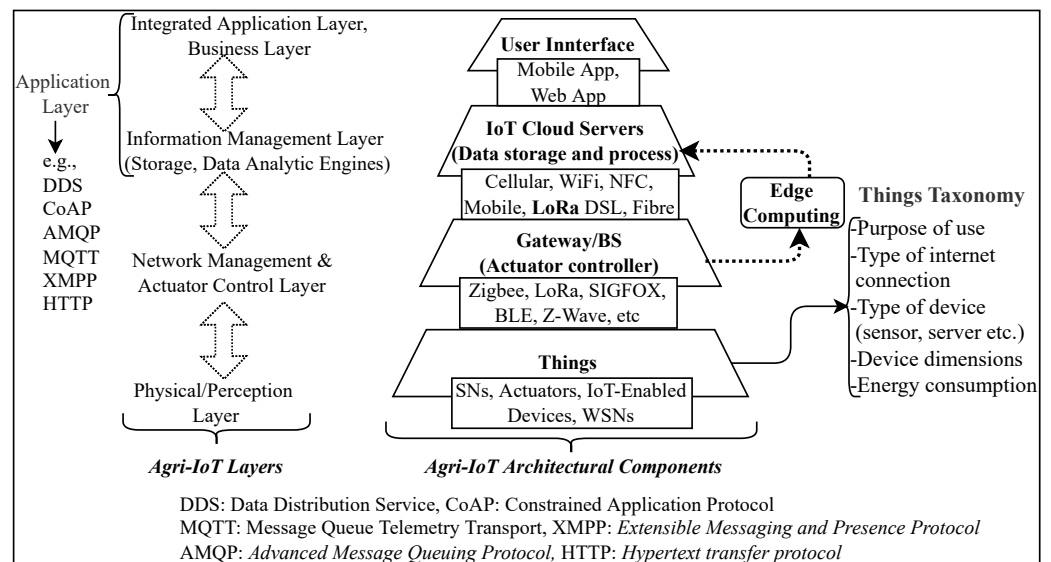 Integrated Application Layer,
Business Layer
Application
Layer
e.g.,
DDS
CoAP
AMQP
MQTT
XMPP
HTTP
Information Management Layer
(Storage, Data Analytic Engines)
Network Management &
Actuator Control Layer
Physical/Perception
Layer
Agri-IoT Layers
User Innterface
Mobile App,
Web App
IoT Cloud Servers
(Data storage and process)
Cellular, WiFi, NFC,
Mobile, LoRa DSL, Fibre
Gateway/BS
(Actuator controller)
Zigbee, LoRa, SIGFOX,
BLE, Z-Wave, etc
Things
SNs, Actuators, IoT-Enabled
Devices, WSNs
Agri-IoT Architectural Components
Edge
Computing
Things Taxonomy
-Purpose of use
-Type of internet
connection
-Type of device
(sensor, server etc.)
-Device dimensions
-Energy consumption
DDS: Data Distribution Service, CoAP: Constrained Application Protocol
MQTT: Message Queue Telemetry Transport, XMPP: Extensible Messaging and Presence Protocol
AMQP: Advanced Message Queuing Protocol, HTTP: Hypertext transfer protocol